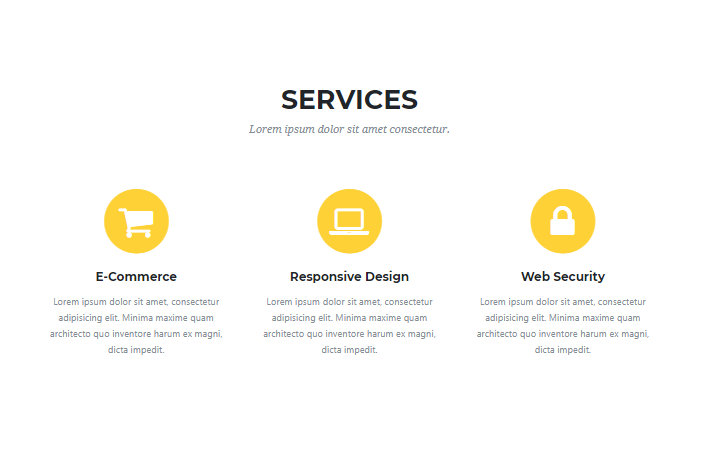 SERVICES
Lorem ipsum dolor sit amet consectetur.
E-Commerce
Lorem ipsum dolor sit amet, consectetur
adipisicing elit. Minima maxime quam
architecto quo inventore harum ex magni,
dicta impedit.
Responsive Design
Lorem ipsum dolor sit amet, consectetur
adipisicing elit. Minima maxime quam
architecto quo inventore harum ex magni,
dicta impedit.
Web Security
Lorem ipsum dolor sit amet, consectetur
adipisicing elit. Minima maxime quam
architecto quo inventore harum ex magni,
dicta impedit.